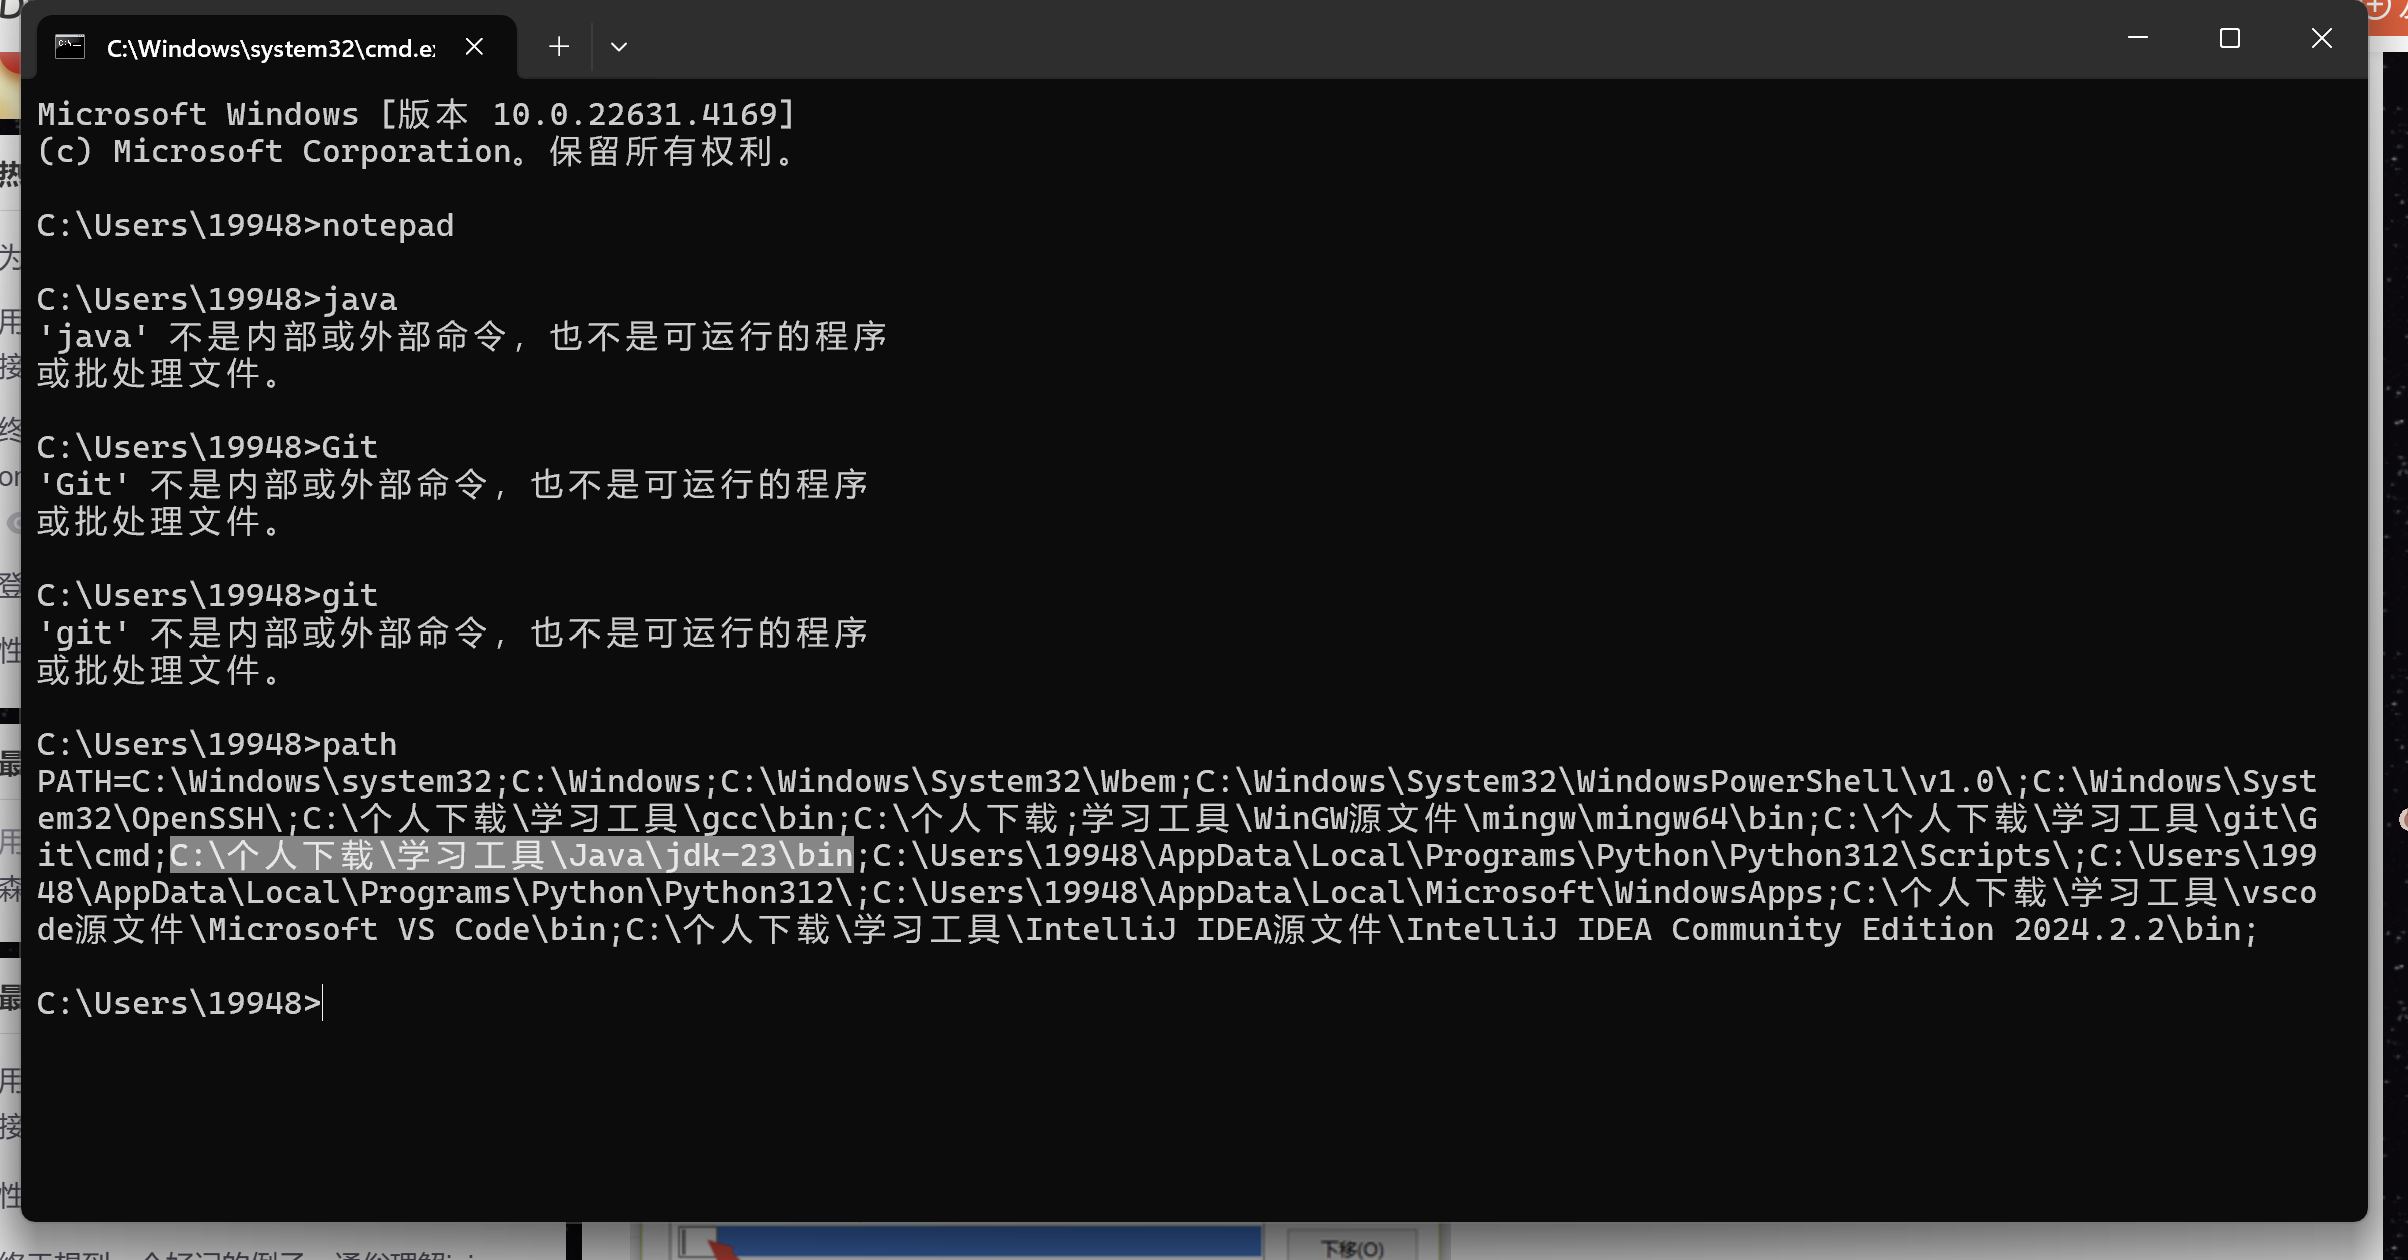 C:\Windows\system32\cmd.e
Microsoft Windows [版本 10.0.22631.4169]
(c) Microsoft Corporation。保留所有权利。
C:\Users\19948>notepad
C:\Users\19948>java
'java' 不是内部或外部命令，也不是可运行的程序
或批处理文件。
C:\Users\19948>Git
'Git' 不是内部或外部命令，也不是可运行的程序
或批处理文件。
C:\Users\19948>git
'git' 不是内部或外部命令，也不是可运行的程序
或批处理文件。
C:\Users\19948>path
PATH=C:\Windows\system32;C:\Windows;C:\Windows\System32\Wbem;C:\Windows\System32\WindowsPowerShell\v1.0\;C:\Windows\Syst
em32\OpenSSH\;C:\个人下载\学习工具\gcc\bin;C:\个人下载;学习工具\WinGW源文件\mingw\mingw64\bin;C:\个人下载\学习工具\git\G
it\cmd;C:\个人下载\学习工具\Java\jdk-23\bin;C:\Users\19948\AppData\Local\Programs\Python\Python312\Scripts\;C:\Users\199
48\AppData\Local\Programs\Python\Python312\;C:\Users\19948\AppData\Local\Microsoft\WindowsApps;C:\个人下载\学习工具\vsco
de源文件\Microsoft VS Code\bin;C:\个人下载\学习工具\IntelliJ IDEA源文件\IntelliJ IDEA Community Edition 2024.2.2\bin;
C:\Users\19948>
下移(O)